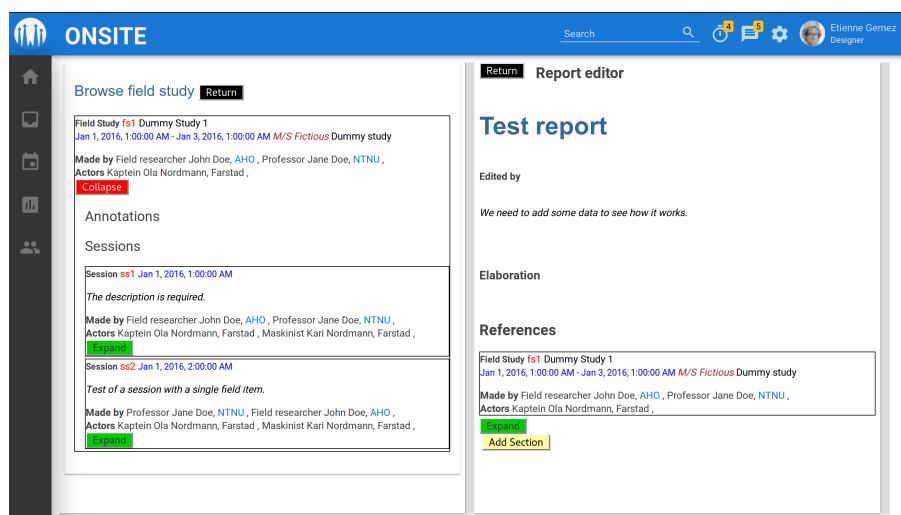 ONSITE
Search
4
5
Etienne Gernez
Designer
Browse field study Return
Field Study fs1 Dummy Study 1
Jan 1, 2016, 1:00:00 AM - Jan 3, 2016, 1:00:00 AM M/S Fictious Dummy study
Made by Field researcher John Doe, AHO , Professor Jane Doe, NTNU ,
Actors Kaptein Ola Nordmann, Farstad ,
Collapse
Annotations
Sessions
Session ss1 Jan 1, 2016, 1:00:00 AM
The description is required.
Made by Field researcher John Doe, AHO , Professor Jane Doe, NTNU ,
Actors Kaptein Ola Nordmann, Farstad , Maskinist Kari Nordmann, Farstad ,
Expand
Session ss2 Jan 1, 2016, 2:00:00 AM
Test of a session with a single field item.
Made by Professor Jane Doe, NTNU , Field researcher John Doe, AHO ,
Actors Kaptein Ola Nordmann, Farstad , Maskinist Kari Nordmann, Farstad ,
Expand
Return Report editor
Test report
Edited by
We need to add some data to see how it works.
Elaboration
References
Field Study fs1 Dummy Study 1
Jan 1, 2016, 1:00:00 AM - Jan 3, 2016, 1:00:00 AM M/S Fictious Dummy study
Made by Field researcher John Doe, AHO , Professor Jane Doe, NTNU ,
Actors Kaptein Ola Nordmann, Farstad ,
Expand
Add Section